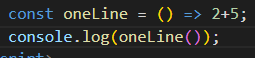 const oneLine = () => 2+5;
console.log(oneLine());